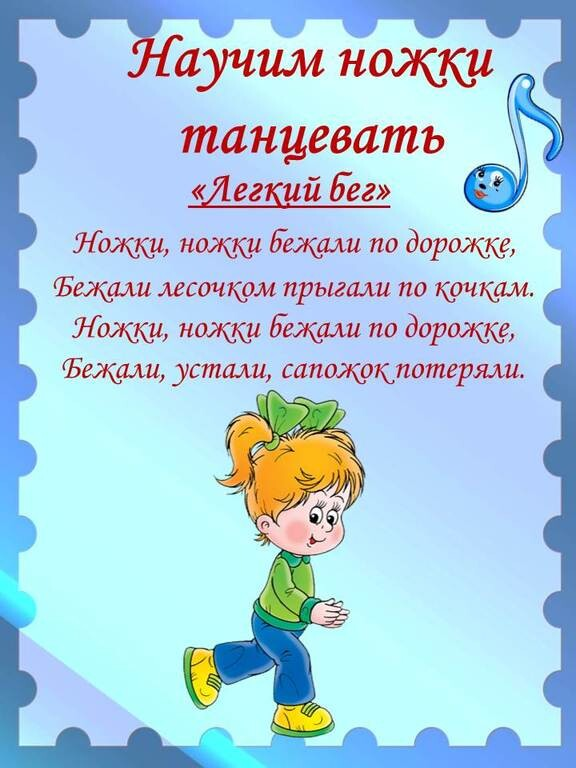 Научим ножки
танцевать
«Легкий бег»
Ножки, ножки бежали по дорожке,
Бежали лесочком прыгали по кочкам.
Ножки, ножки бежали по дорожке,
Бежали, устали, сапожок потеряли.